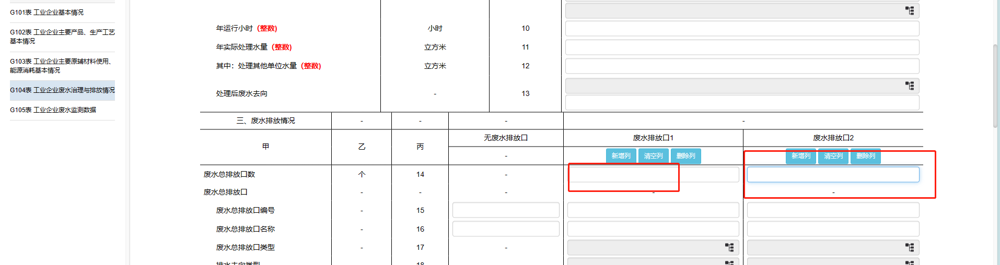 G101表 工业企业基本情况
G102表 工业企业主要产品、生产工艺
基本情况
G103表 工业企业主要原辅材料使用、
能源消耗基本情况
G104表 工业企业废水治理与排放情况
G105表 工业企业废水监测数据
年运行小时（整数） 小时 10
年实际处理水量（整数） 立方米 11
其中：处理其他单位水量（整数） 立方米 12
处理后废水去向 - 13
三、废水排放情况 - - - -
甲 乙 丙 无废水排放口 废水排放口1 废水排放口2
- 新增列 清空列 删除列 新增列 清空列 删除列
废水总排放口数 个 14 -
废水总排放口 - - - - -
废水总排放口编号 - 15
废水总排放口名称 - 16
废水总排放口类型 - 17 -
排水去向类型 18